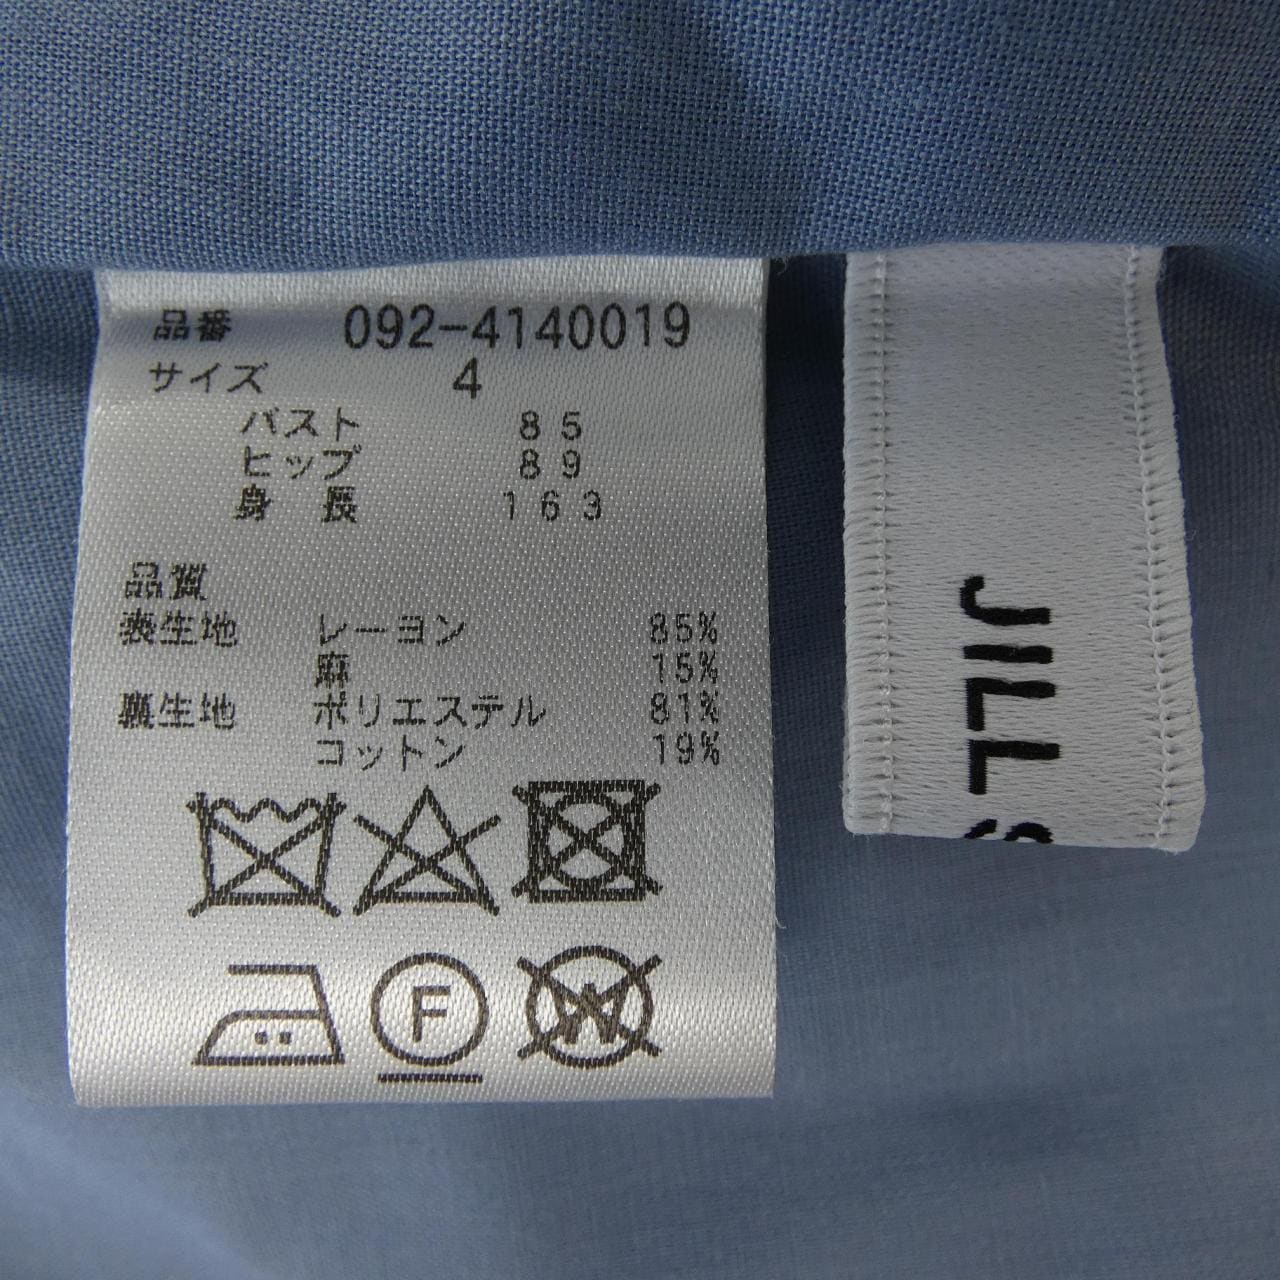 品番 092-4140019
サイズ 4
バスト 85
ヒップ 89
身長 163
品質
表生地 レーヨン 85%
麻 15%
裏生地 ポリエステル 81%
コットン 19%
F W
JILL S